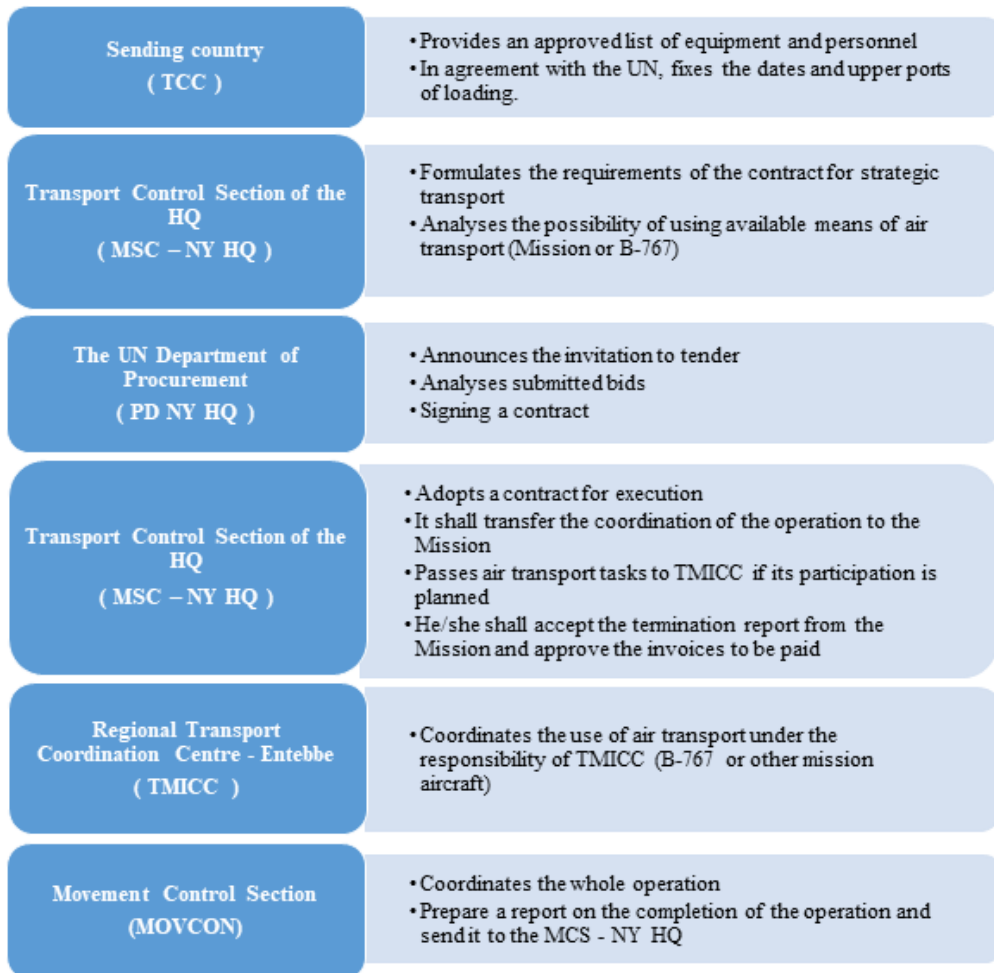 Sending country
( TCC )
• Provides an approved list of equipment and personnel
• In agreement with the UN, fixes the dates and upper ports
of loading.
Transport Control Section of the
HQ
( MSC – NY HQ )
• Formulates the requirements of the contract for strategic
transport
• Analyses the possibility of using available means of air
transport (Mission or B-767)
The UN Department of
Procurement
( PD NY HQ )
• Announces the invitation to tender
• Analyses submitted bids
• Signing a contract
Transport Control Section of the
HQ
( MSC – NY HQ )
• Adopts a contract for execution
• It shall transfer the coordination of the operation to the
Mission
• Passes air transport tasks to TMICC if its participation is
planned
• He/she shall accept the termination report from the
Mission and approve the invoices to be paid
Regional Transport
Coordination Centre - Entebbe
( TMICC )
• Coordinates the use of air transport under the
responsibility of TMICC (B-767 or other mission
aircraft)
Movement Control Section
(MOVCON)
• Coordinates the whole operation
• Prepare a report on the completion of the operation and
send it to the MCS - NY HQ